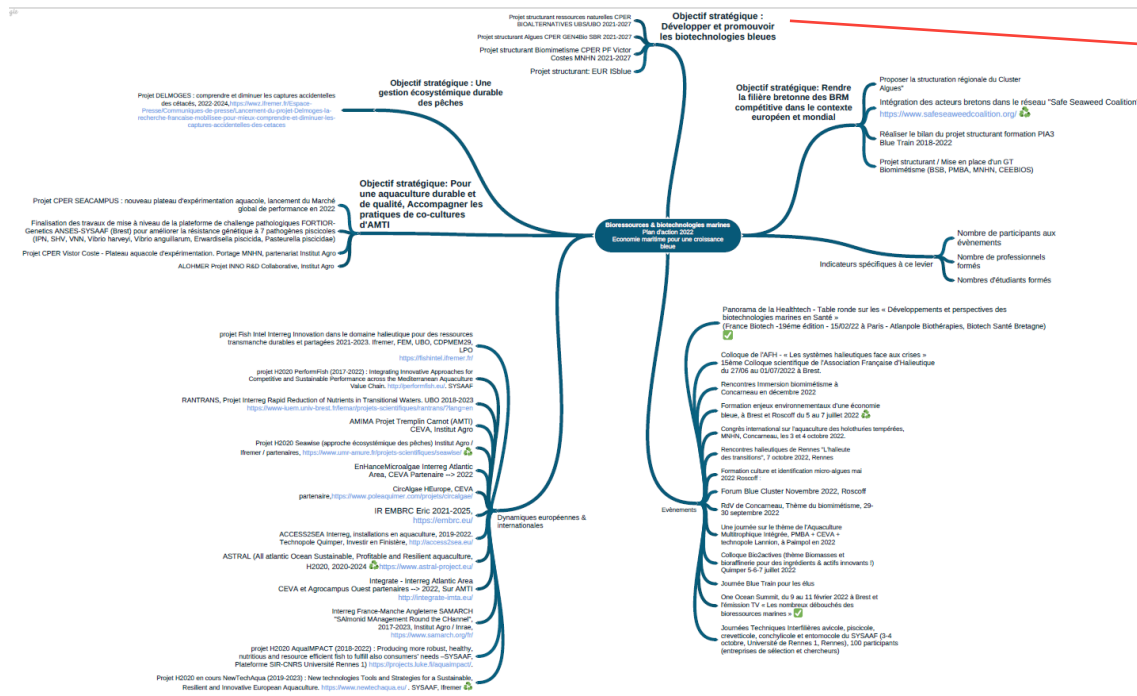 Projet structurant ressources naturelles CPER
BIOALTERNATIVES UBS/UBO 2021-2027
Projet structurant Algues CPER GEN4Bio SBR 2021-2027
Projet structurant Biomimetisme CPER PF Victor
Costes MNHN 2021-2027
Projet structurant: EUR ISblue
Objectif stratégique :
Développer et promouvoir
les biotechnologies bleues
Objectif stratégique : Une
gestion écosystémique durable
des pêches
Projet DELMOGES : comprendre et diminuer les captures accidentelles
des cétacés, 2022-2024,https://wwz.ifremer.fr/Espace-
Presse/Communiques-de-presse/Lancement-du-projet-Delmoges-la-
recherche-francaise-mobilisee-pour-mieux-comprendre-et-diminuer-les-
captures-accidentelles-des-cetaces
Objectif stratégique: Rendre
la filière bretonne des BRM
compétitive dans le contexte
européen et mondial
Proposer la structuration régionale du Cluster
Algues"
Intégration des acteurs bretons dans le réseau "Safe Seaweed Coalition
https://www.safeseaweedcoalition.org/
Réaliser le bilan du projet structurant formation PIA3
Blue Train 2018-2022
Projet structurant / Mise en place d'un GT
Biomimétisme (BSB, PMBA, MNHN, CEEBIOS)
Objectif stratégique: Pour
une aquaculture durable et
de qualité, Accompagner les
pratiques de co-cultures
d'AMTI
Projet CPER SEACAMPUS : nouveau plateau d'expérimentation aquacole, lancement du Marché
global de performance en 2022
Finalisation des travaux de mise à niveau de la plateforme de challenge pathologiques FORTIOR-
Genetics ANSES-SYSAAF (Brest) pour améliorer la résistance génétique à 7 pathogènes piscicoles
(IPN, SHV, VNN, Vibrio harveyi, Vibrio anguillarum, Erwardisella piscicida, Pasteurella piscicidae)
Projet CPER Vistor Coste - Plateau aquacole d'expérimentation. Portage MNHN, partenariat Institut Agro
ALOHMER Projet INNO R&D Collaborative, Institut Agro
Bioressources & biotechnologies marines
Plan d'action 2022
Economie maritime pour une croissance
bleue
Indicateurs spécifiques à ce levier
Nombre de participants aux
évènements
Nombre de professionnels
formés
Nombres d'étudiants formés
projet Fish Intel Interreg Innovation dans le domaine halieutique pour des ressources
transmanche durables et partagées 2021-2023. Ifremer, FEM, UBO, CDPMEM29,
LPO
https://fishintel.ifremer.fr/
projet H2020 PerformFish (2017-2022) : Integrating Innovative Approaches for
Competitive and Sustainable Performance across the Mediterranean Aquaculture
Value Chain. http://performfish.eu/. SYSAAF
RANTRANS, Projet Interreg Rapid Reduction of Nutrients in Transitional Waters. UBO 2018-2023
https://www-iuem.univ-brest.fr/lemar/projets-scientifiques/rantrans/?lang=en
AMIMA Projet Tremplin Carnot (AMTI)
CEVA, Institut Agro
Projet H2020 Seawise (approche écosystémique des pêches) Institut Agro /
Ifremer / partenaires, https://www.umr-amure.fr/projets-scientifiques/seawise/
EnHanceMicroalgae Interreg Atlantic
Area, CEVA Partenaire --> 2022
CircAlgae HEurope, CEVA
partenaire,https://www.poleaquimer.com/projets/circalgae/
IR EMBRC Eric 2021-2025,
https://embrc.eu/
ACCESS2SEA Interreg, installations en aquaculture, 2019-2022.
Technopole Quimper, Investir en Finistère, http://access2sea.eu/
ASTRAL (All atlantic Ocean Sustainable, Profitable and Resilient aquaculture,
H2020, 2020-2024 https://www.astral-project.eu/
Integrate - Interreg Atlantic Area
CEVA et Agrocampus Ouest partenaires --> 2022, Sur AMTI
http://integrate-imta.eu/
Interreg France-Manche Angleterre SAMARCH
"SAlmonid MAnagement Round the CHannel",
2017-2023, Institut Agro / Inrae,
https://www.samarch.org/fr/
projet H2020 AquaIMPACT (2018-2022) : Producing more robust, healthy,
nutritious and resource efficient fish to fulfill also consumers' needs –SYSAAF,
Plateforme SIR-CNRS Université Rennes 1) https://projects.luke.fi/aquaimpact/.
Projet H2020 en cours NewTechAqua (2019-2023) : New technologies Tools and Strategies for a Sustainable,
Resilient and Innovative European Aquaculture. https://www.newtechaqua.eu/ . SYSAAF, Ifremer
Dynamiques européennes &
internationales
Evènements
Panorama de la Healthtech - Table ronde sur les « Développements et perspectives des
biotechnologies marines en Santé »
(France Biotech -19ème édition - 15/02/22 à Paris - Atlanpole Biothérapies, Biotech Santé Bretagne)
Colloque de l'AFH - « Les systèmes halieutiques face aux crises »
15ème Colloque scientifique de l'Association Française d'Halieutique
du 27/06 au 01/07/2022 à Brest.
Rencontres Immersion biomimétisme à
Concarneau en décembre 2022
Formation enjeux environnementaux d'une économie
bleue, à Brest et Roscoff du 5 au 7 juillet 2022
Congrès international sur l'aquaculture des holothuries tempérées,
MNHN, Concarneau, les 3 et 4 octobre 2022.
Rencontres halieutiques de Rennes "L'halieute
des transitions", 7 octobre 2022, Rennes
Formation culture et identification micro-algues mai
2022 Roscoff :
Forum Blue Cluster Novembre 2022, Roscoff
RdV de Concarneau, Thème du biomimétisme, 29-
30 septembre 2022
Une journée sur le thème de l'Aquaculture
Multitrophique Intégrée, PMBA + CEVA +
technopole Lannion, à Paimpol en 2022
Colloque Bio2actives (thème Biomasses et
bioraffinerie pour des ingrédients & actifs innovants !)
Quimper 5-6-7 juillet 2022
Journée Blue Train pour les élus
One Ocean Summit, du 9 au 11 février 2022 à Brest et
l'émission TV « Les nombreux débouchés des
bioressources marines »
Journées Techniques Interfilières avicole, piscicole,
crevetticole, conchylicole et entomocole du SYSAAF (3-4
octobre, Université de Rennes 1, Rennes), 100 participants
(entreprises de sélection et chercheurs)